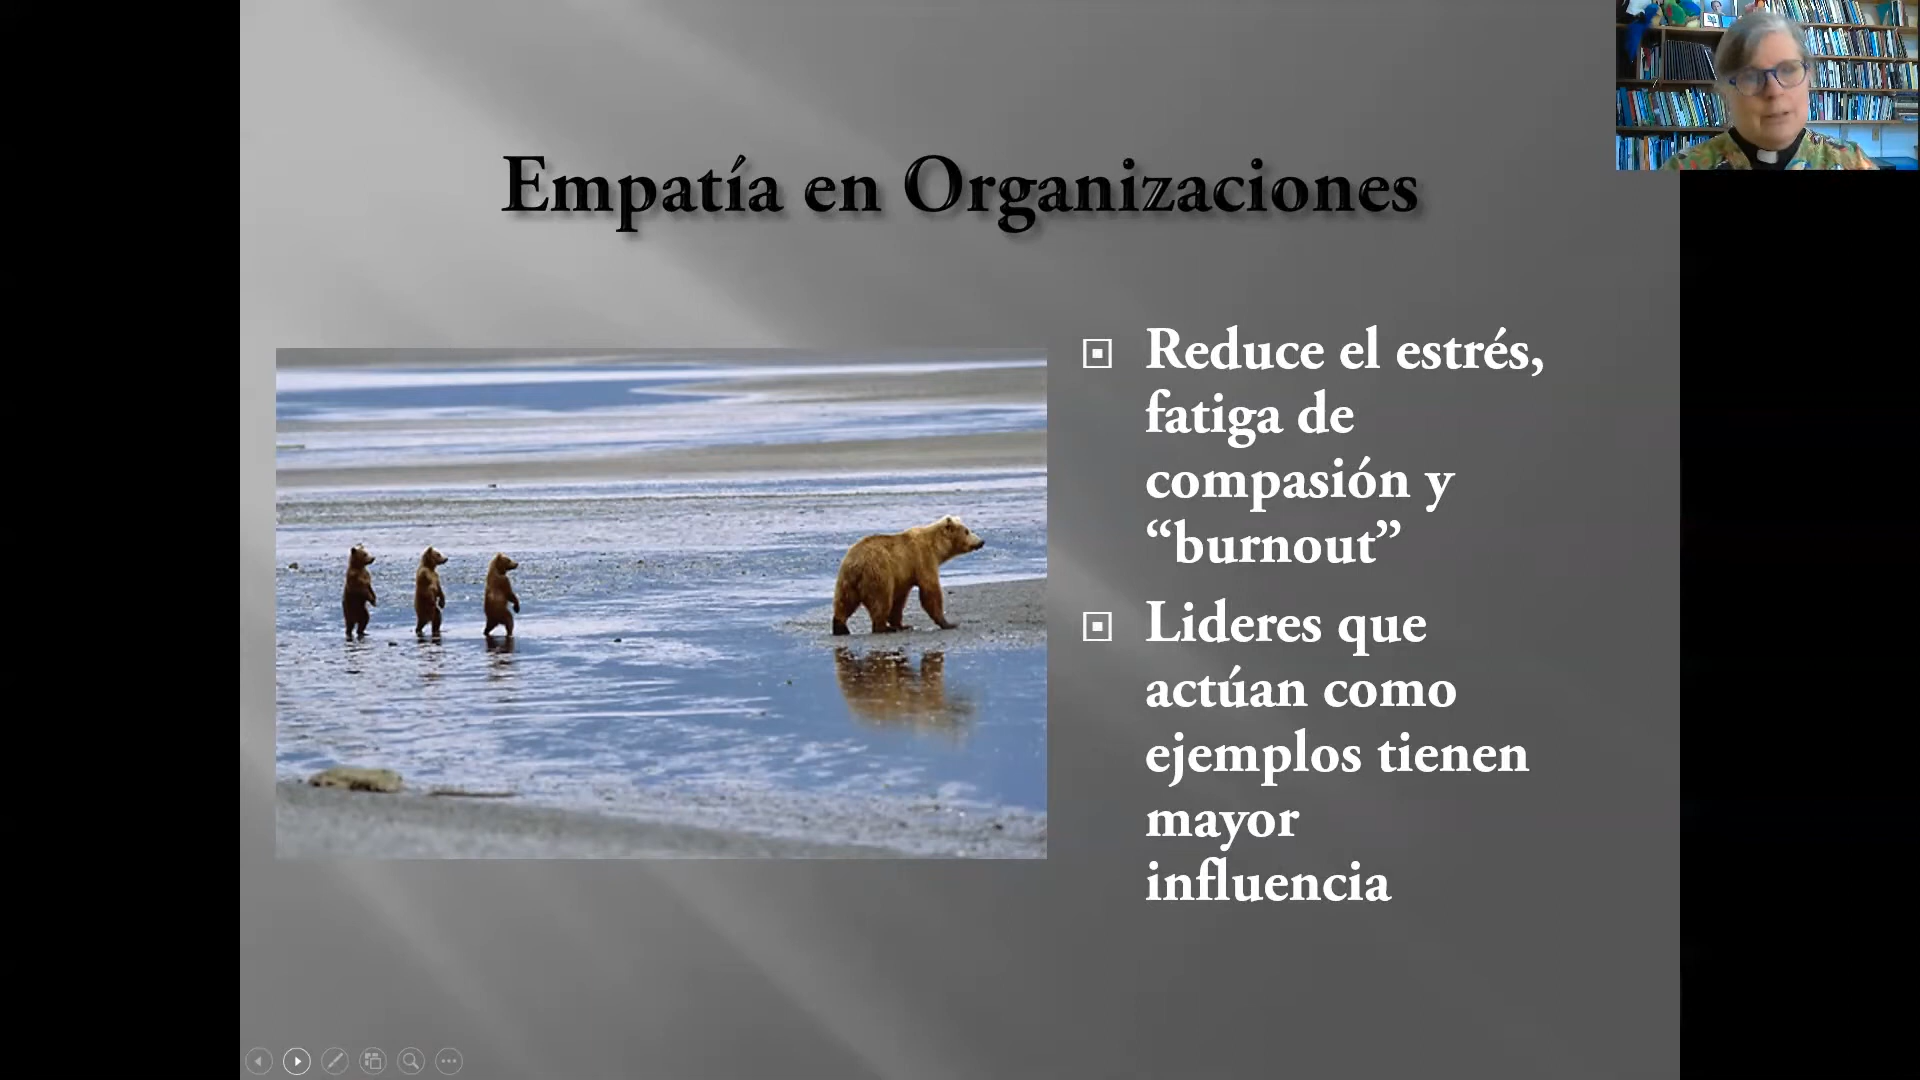 Empatía en Organizaciones
Reduce el estrés,
fatiga de
compasión y
“burnout”
Lideres que
actúan como
ejemplos tienen
mayor
influencia